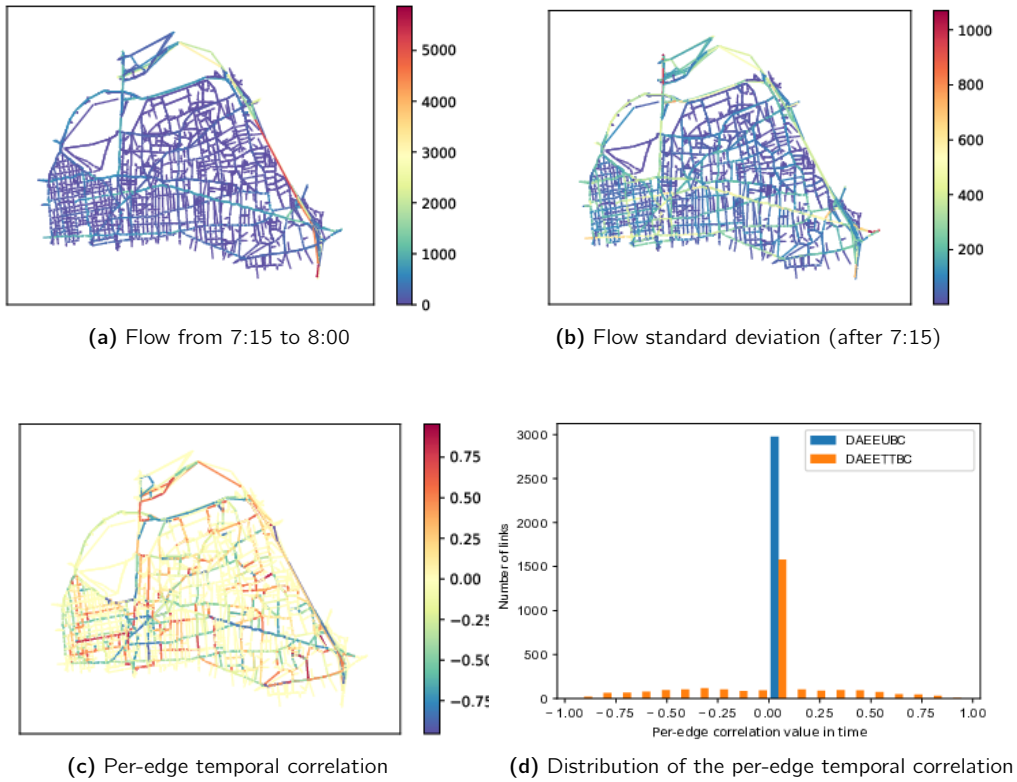 5000
4000
3000
2000
1000
0
(a) Flow from 7:15 to 8:00
1000
800
600
400
200
(b) Flow standard deviation (after 7:15)
0.75
0.50
0.25
0.00
−0.25
−0.50
−0.75
(c) Per-edge temporal correlation
DAEEUBC
DAEETTBC
3000
2500
2000
1500
1000
500
0
Number of links
−1.00 −0.75 −0.50 −0.25 0.00 0.25 0.50 0.75 1.00
Per-edge correlation value in time
(d) Distribution of the per-edge temporal correlation